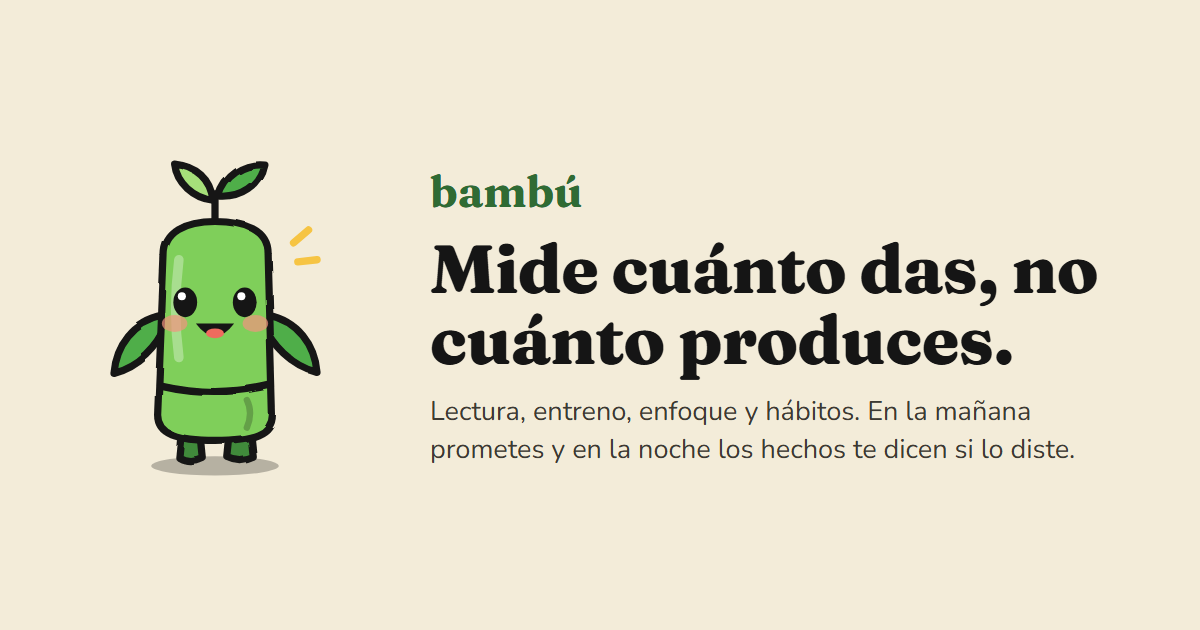 bambú
Mide cuánto das, no
cuánto produces.
Lectura, entreno, enfoque y hábitos. En la mañana
prometes y en la noche los hechos te dicen si lo diste.